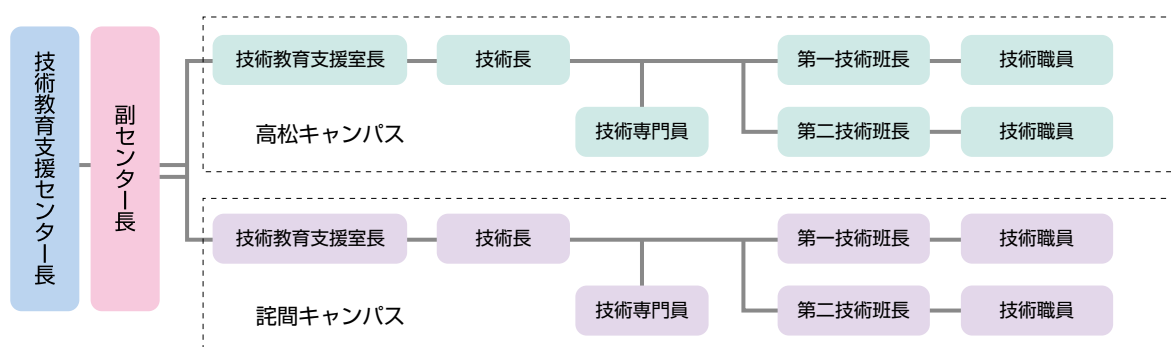 技術教育支援センター長
副センター長
技術教育支援室長
技術長
第一技術班長
技術職員
技術専門員
第二技術班長
技術職員
高松キャンパス
技術教育支援室長
技術長
第一技術班長
技術職員
技術専門員
第二技術班長
技術職員
詫間キャンパス